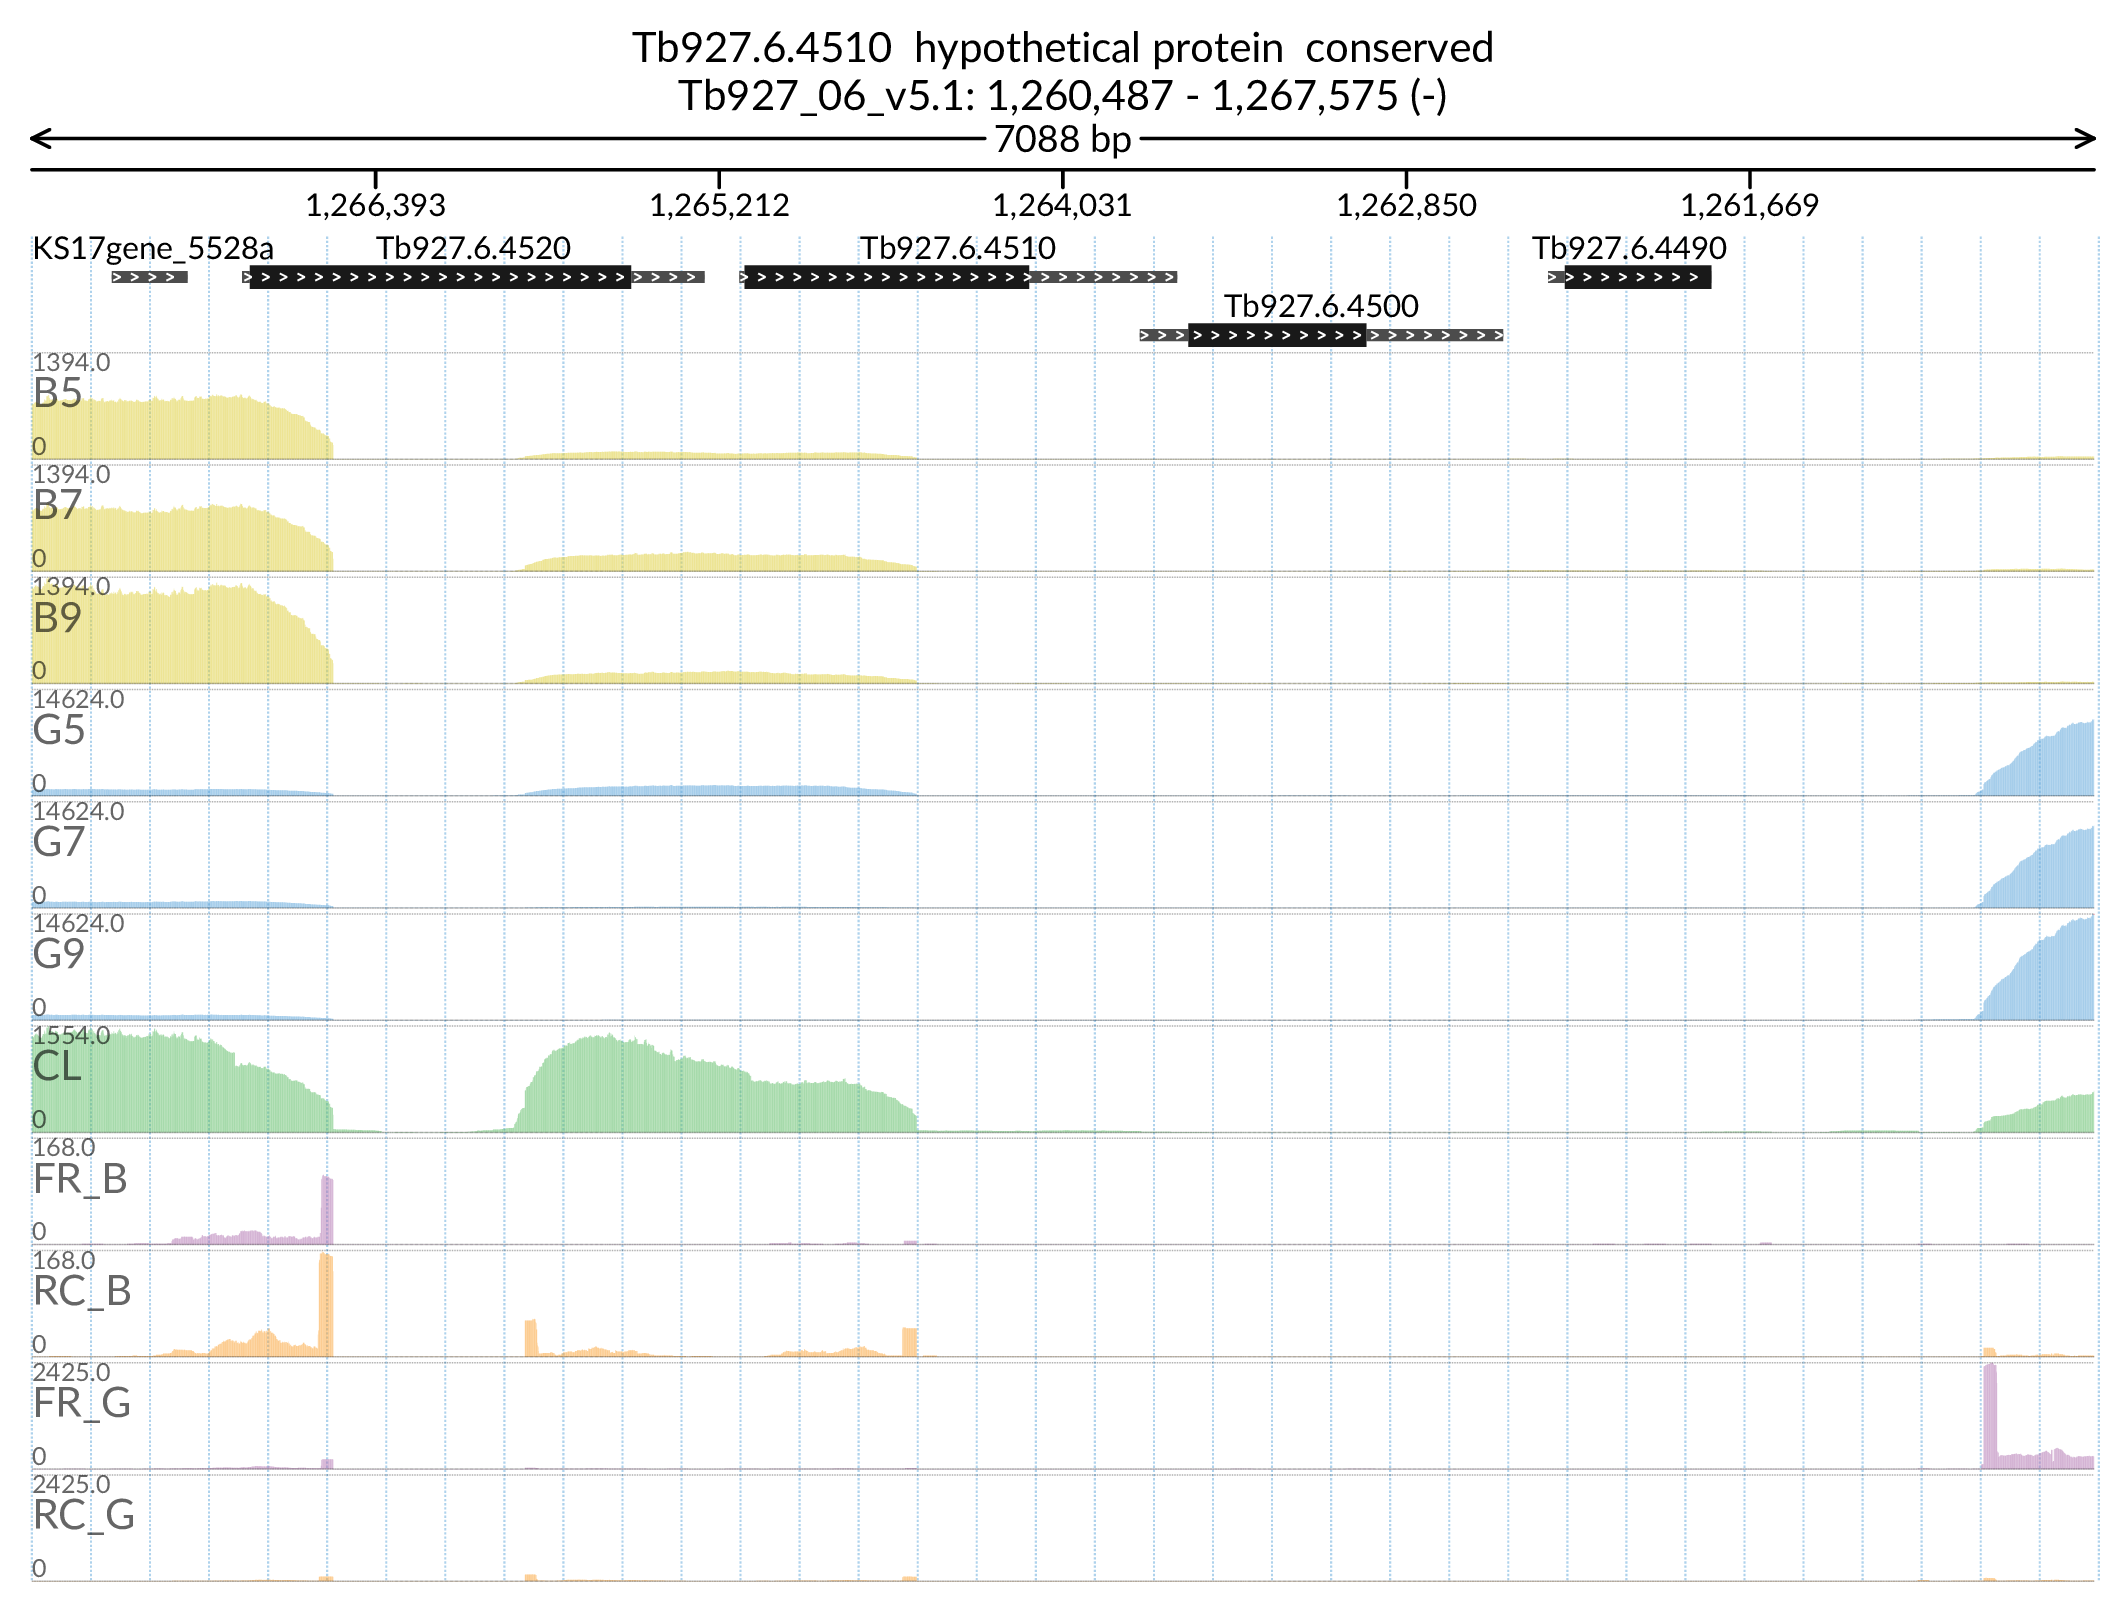 Tb927.6.4510  hypothetical protein  conserved
Tb927_06_v5.1: 1,260,487 - 1,267,575 (-)
7088 bp
1,266,393 1,265,212 1,264,031 1,262,850 1,261,669
KS17gene_5528a Tb927.6.4520 Tb927.6.4510 Tb927.6.4490
Tb927.6.4500
1394.0
B5
0
1394.0
B7
0
1394.0
B9
0
14624.0
G5
0
14624.0
G7
0
14624.0
G9
0
1554.0
CL
0
168.0
FR_B
0
168.0
RC_B
0
2425.0
FR_G
0
2425.0
RC_G
0